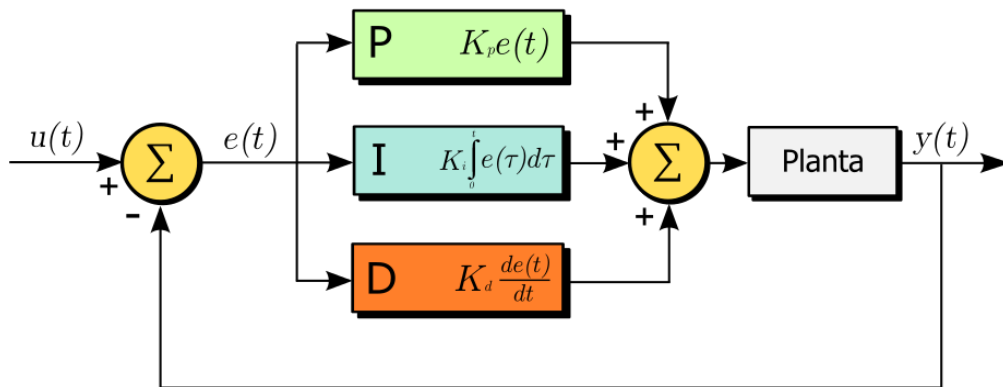 P K_p e(t)
+
u(t) Σ e(t) I K_i ∫_0^t e(τ)dτ + Σ Planta y(t)
+
-
+
D K_d de(t)/dt